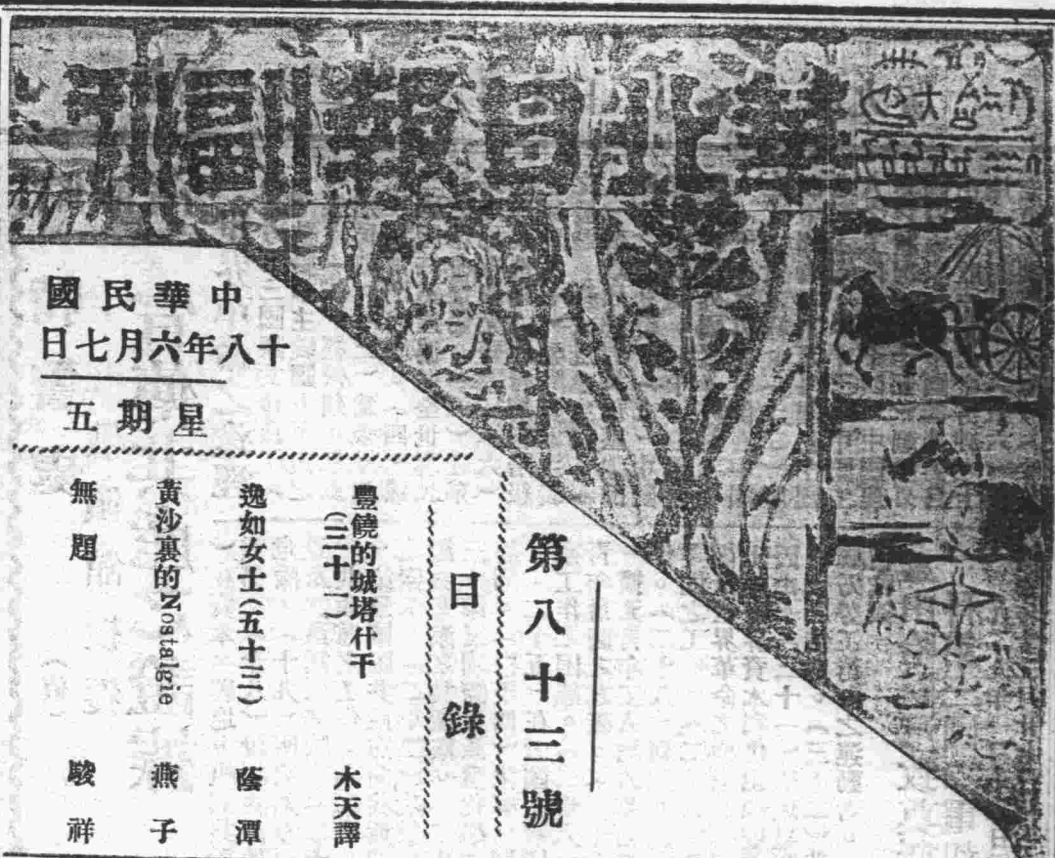 華北日報副刊
中華民國
十八年六月七日
星期五
第八十三號
目錄
豐饒的城塔什干
(三十一)
木天譯
逸如女士(五十三)
蔭潭
黃沙裏的Nostalgie
燕子
無題
駿祥